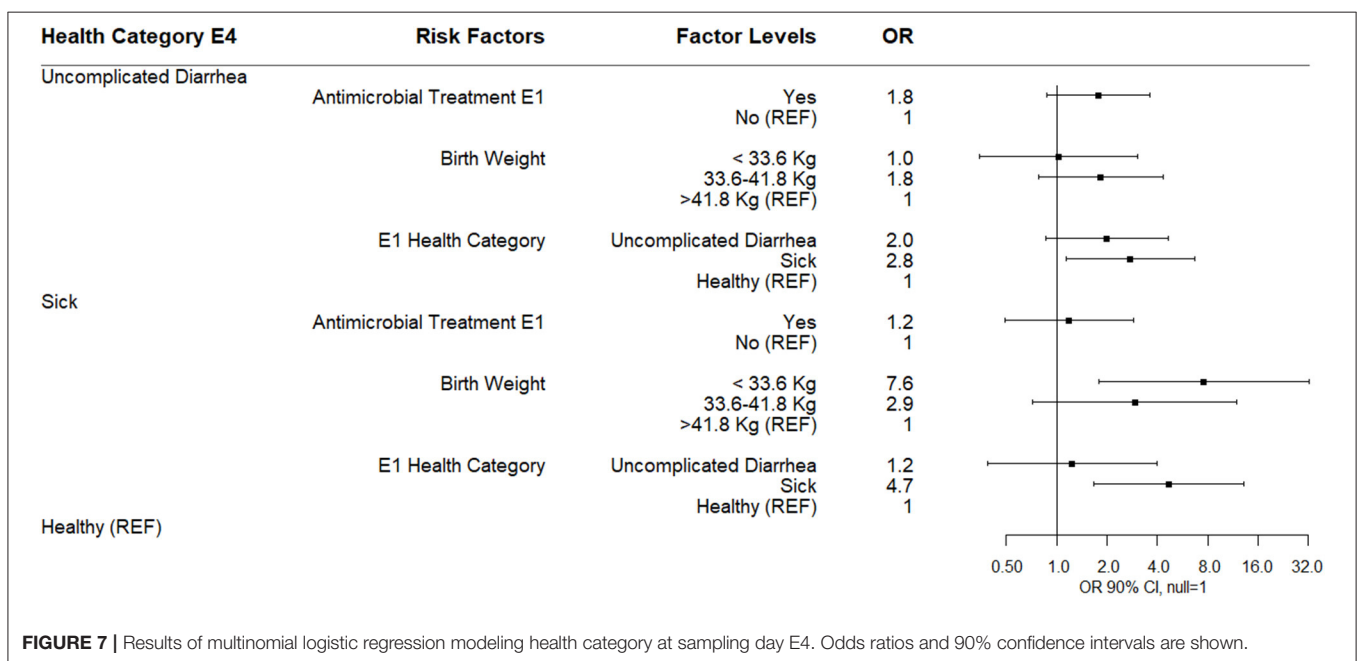 Health Category E4 Risk Factors Factor Levels OR
Uncomplicated Diarrhea
Antimicrobial Treatment E1 Yes 1.8
No (REF) 1
Birth Weight < 33.6 Kg 1.0
33.6-41.8 Kg 1.8
>41.8 Kg (REF) 1
E1 Health Category Uncomplicated Diarrhea 2.0
Sick 2.8
Healthy (REF) 1
Sick
Antimicrobial Treatment E1 Yes 1.2
No (REF) 1
Birth Weight < 33.6 Kg 7.6
33.6-41.8 Kg 2.9
>41.8 Kg (REF) 1
E1 Health Category Uncomplicated Diarrhea 1.2
Sick 4.7
Healthy (REF) 1
Healthy (REF)
0.50 1.0 2.0 4.0 8.0 16.0 32.0
OR 90% CI, null=1
FIGURE 7 | Results of multinomial logistic regression modeling health category at sampling day E4. Odds ratios and 90% confidence intervals are shown.